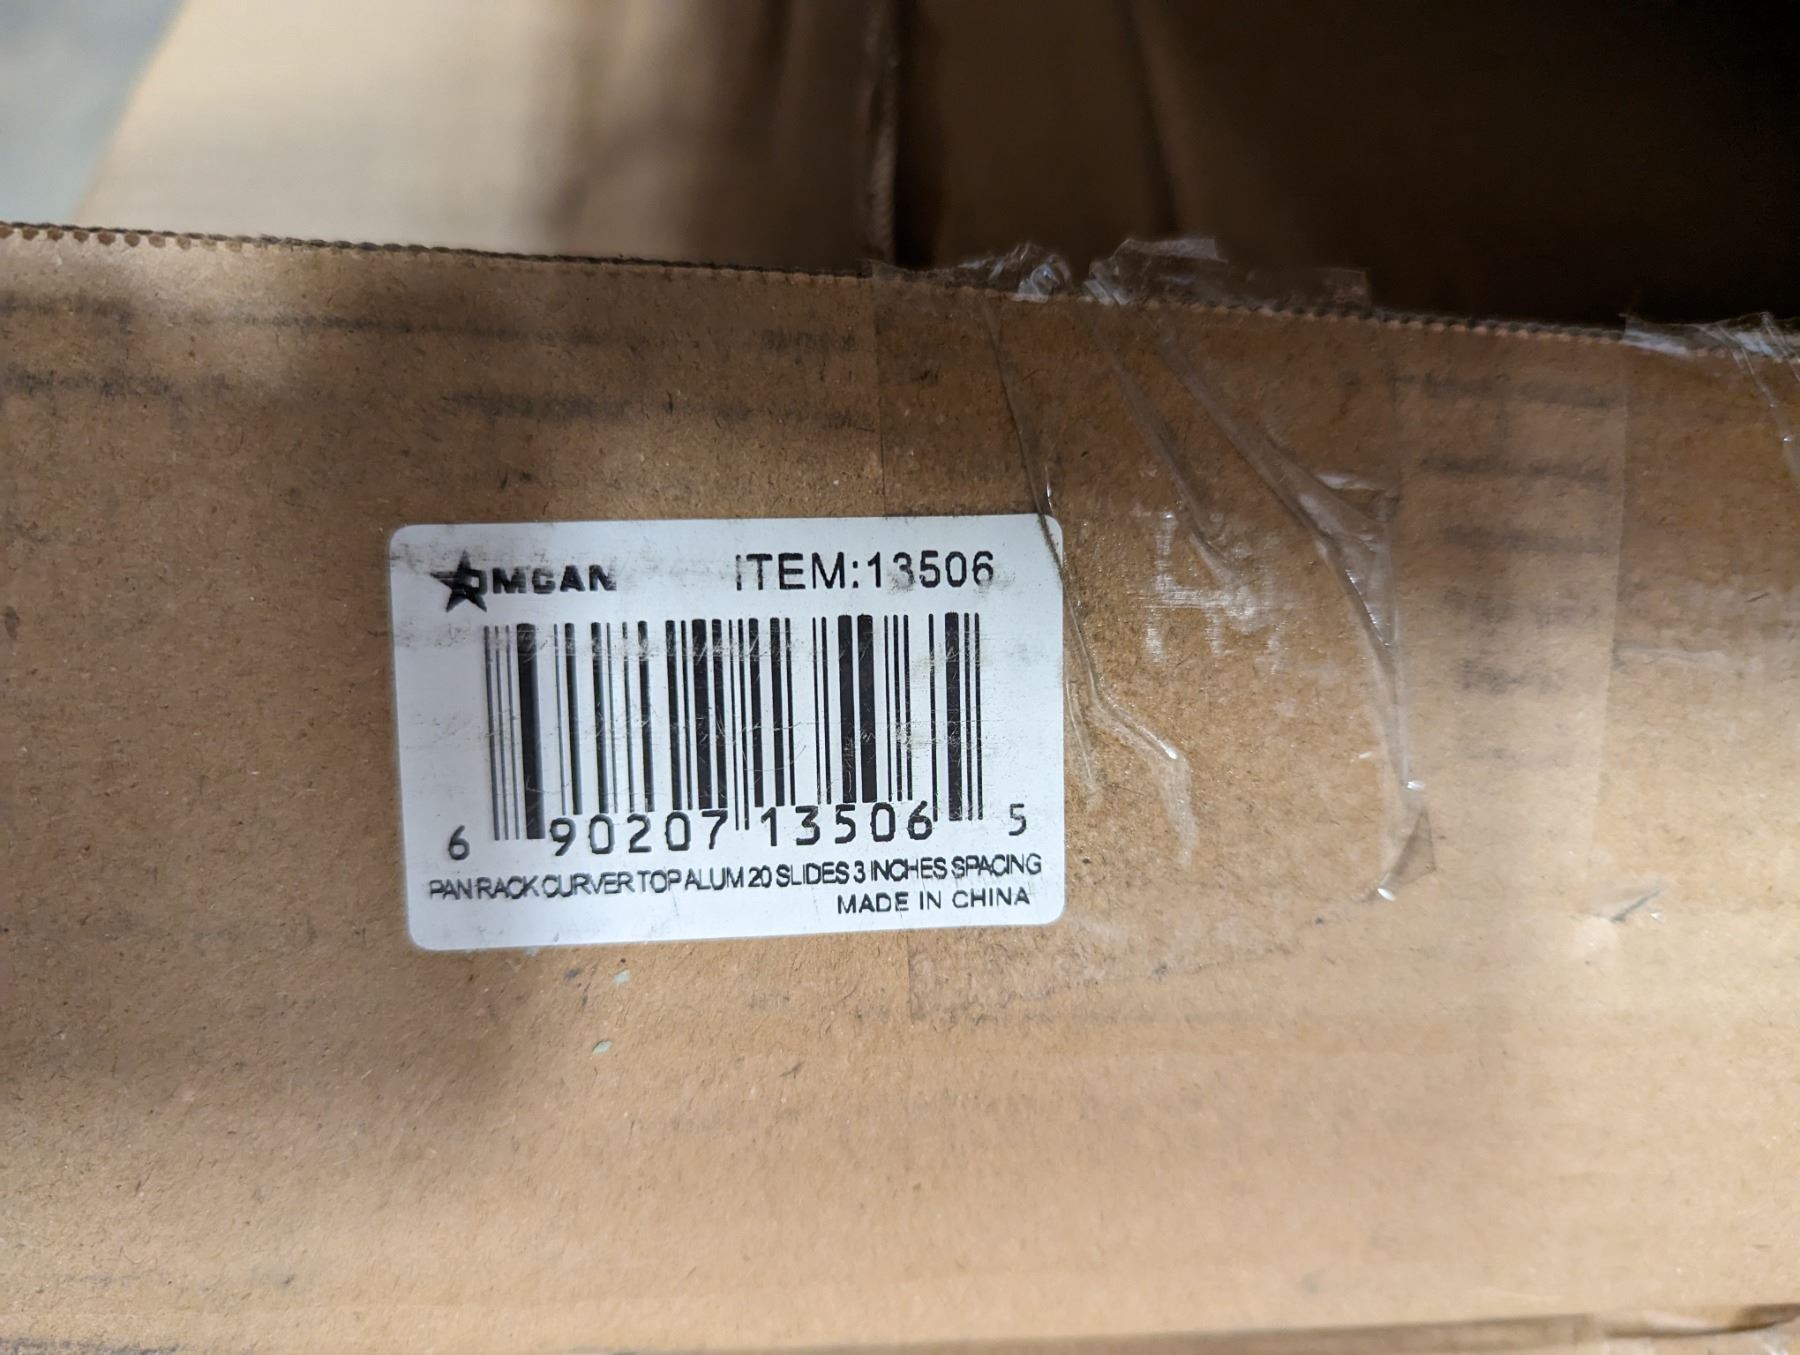 OMCAN ITEM:13506
6 90207 13506 5
PAN RACK CURVER TOP ALUM 20 SLIDES 3 INCHES SPACING
MADE IN CHINA